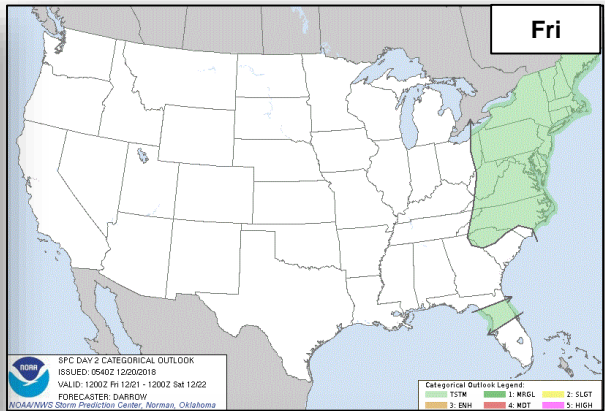 Fri
NOAA
SPC DAY 2 CATEGORICAL OUTLOOK
ISSUED: 0540Z 12/20/2018
VALID: 1200Z Fri 12/21 - 1200Z Sat 12/22
FORECASTER: DARROW
NOAA/NWS Storm Prediction Center, Norman, Oklahoma
Categorical Outlook Legend:
TSTM 1: MRGL 2: SLGT
3: ENH 4: MDT 5: HIGH